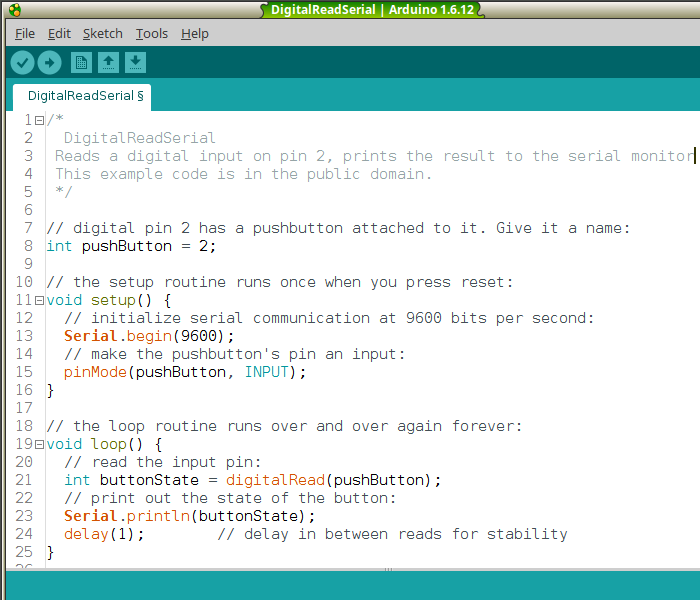 DigitalReadSerial | Arduino 1.6.12
File Edit Sketch Tools Help
DigitalReadSerial §
1 /*
2   DigitalReadSerial
3  Reads a digital input on pin 2, prints the result to the serial monitor
4  This example code is in the public domain.
5  */
6
7 // digital pin 2 has a pushbutton attached to it. Give it a name:
8 int pushButton = 2;
9
10 // the setup routine runs once when you press reset:
11 void setup() {
12   // initialize serial communication at 9600 bits per second:
13   Serial.begin(9600);
14   // make the pushbutton's pin an input:
15   pinMode(pushButton, INPUT);
16 }
17
18 // the loop routine runs over and over again forever:
19 void loop() {
20   // read the input pin:
21   int buttonState = digitalRead(pushButton);
22   // print out the state of the button:
23   Serial.println(buttonState);
24   delay(1);        // delay in between reads for stability
25 }